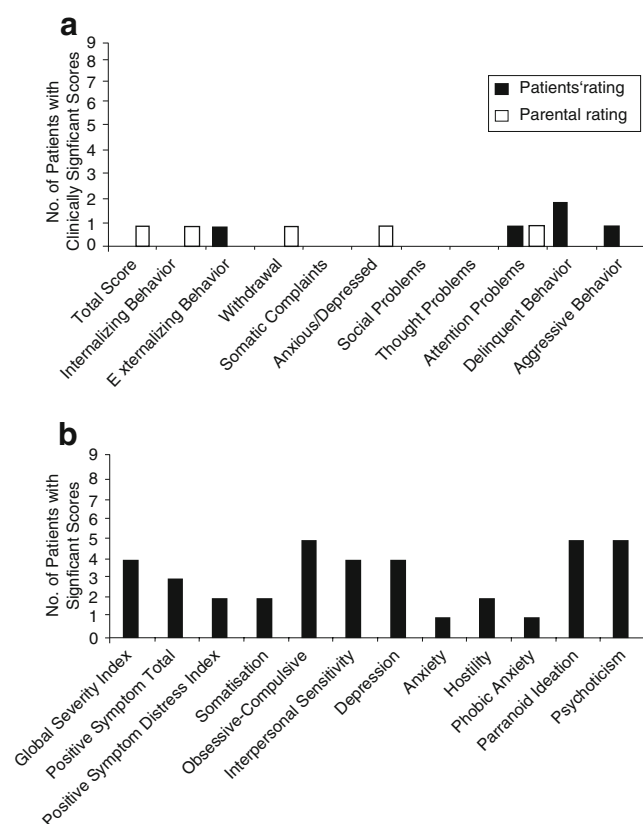 a
No. of Patients with
Clinically Signficant Scores
9
8
7
6
5
4
3
2
1
0
Patients‘rating
Parental rating
Total Score
Internalizing Behavior
E xternalizing Behavior
Withdrawal
Somatic Complaints
Anxious/Depressed
Social Problems
Thought Problems
Attention Problems
Delinquent Behavior
Aggressive Behavior
b
No. of Patients with
Signficant Scores
9
8
7
6
5
4
3
2
1
0
Global Severity Index
Positive Symptom Total
Positive Symptom Distress Index
Somatisation
Obsessive-Compulsive
Interpersonal Sensitivity
Depression
Anxiety
Hostility
Phobic Anxiety
Parranoid Ideation
Psychoticism